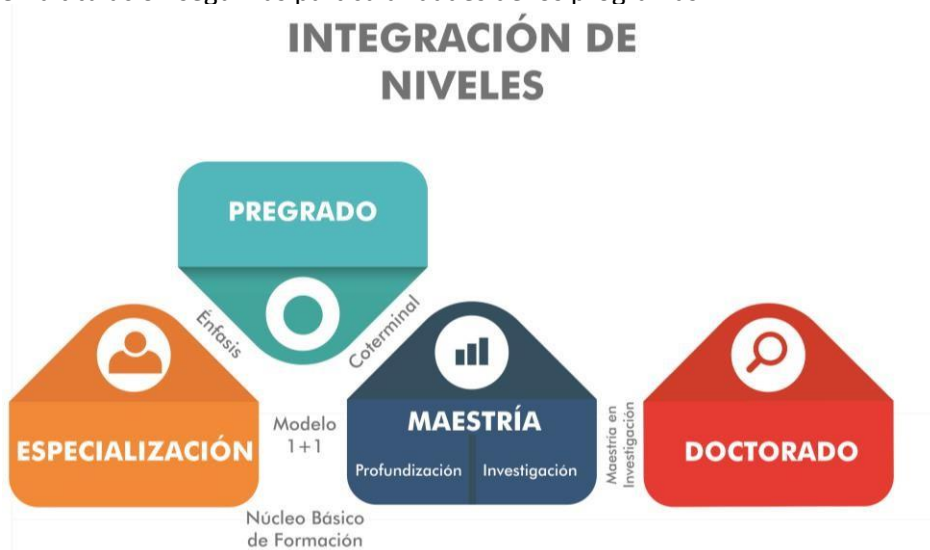 INTEGRACIÓN DE
NIVELES
PREGRADO
Énfasis
Coterminal
ESPECIALIZACIÓN
Modelo
1+1
MAESTRÍA
Profundización
Investigación
Maestría en
Investigación
DOCTORADO
Núcleo Básico
de Formación